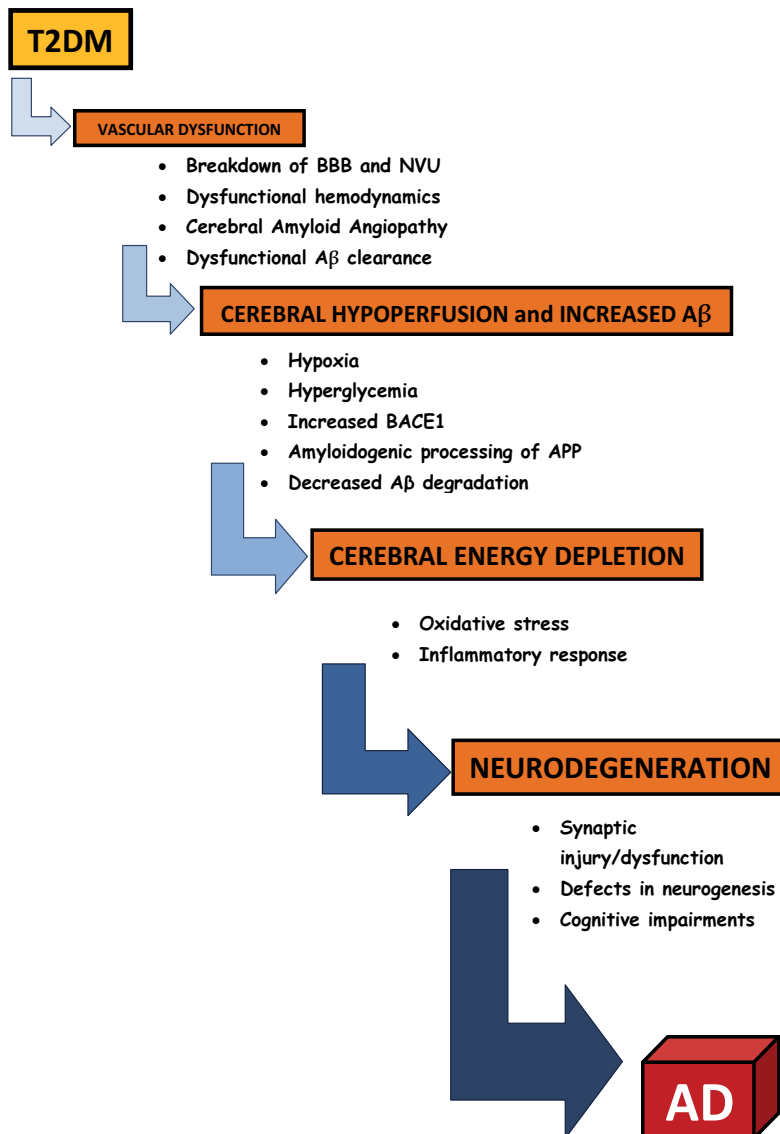 T2DM
VASCULAR DYSFUNCTION
• Breakdown of BBB and NVU
• Dysfunctional hemodynamics
• Cerebral Amyloid Angiopathy
• Dysfunctional Aβ clearance
CEREBRAL HYPOPERFUSION and INCREASED Aβ
• Hypoxia
• Hyperglycemia
• Increased BACE1
• Amyloidogenic processing of APP
• Decreased Aβ degradation
CEREBRAL ENERGY DEPLETION
• Oxidative stress
• Inflammatory response
NEURODEGENERATION
• Synaptic
injury/dysfunction
• Defects in neurogenesis
• Cognitive impairments
AD